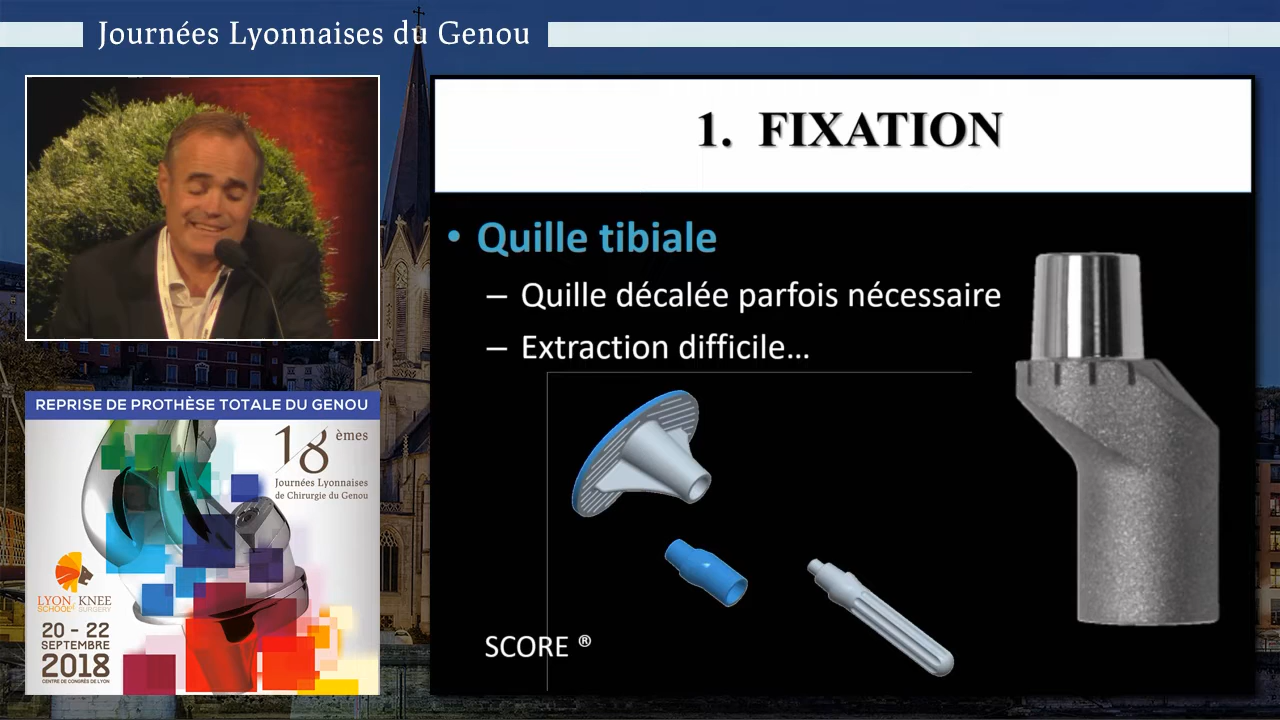 Journées Lyonnaises du Genou
1. FIXATION
• Quille tibiale
– Quille décalée parfois nécessaire
– Extraction difficile...
SCORE ®
REPRISE DE PROTHÈSE TOTALE DU GENOU
18 èmes
Journées Lyonnaises
de Chirurgie du Genou
LYON KNEE
SCHOOL SURGERY
20 - 22
SEPTEMBRE
2018
CENTRE DE CONGRÈS DE LYON